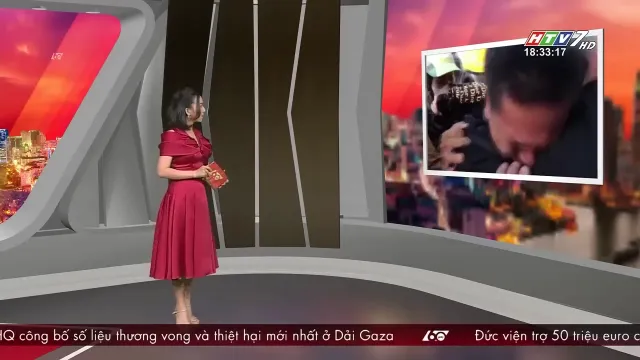 HTV7 HD
18:33:17
HQ công bố số liệu thương vong và thiệt hại mới nhất ở Dải Gaza 60 Đức viện trợ 50 triệu euro c